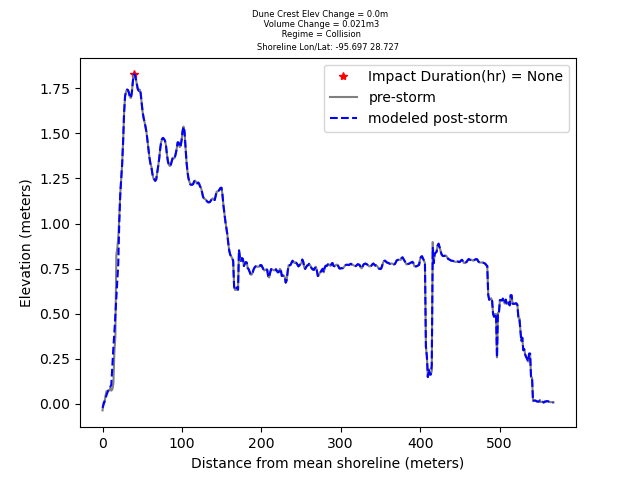 Dune Crest Elev Change = 0.0m
Volume Change = 0.021m3
Regime = Collision
Shoreline Lon/Lat: -95.697 28.727
Impact Duration(hr) = None
pre-storm
modeled post-storm
1.75
1.50
1.25
1.00
0.75
0.50
0.25
0.00
Elevation (meters)
0 100 200 300 400 500
Distance from mean shoreline (meters)